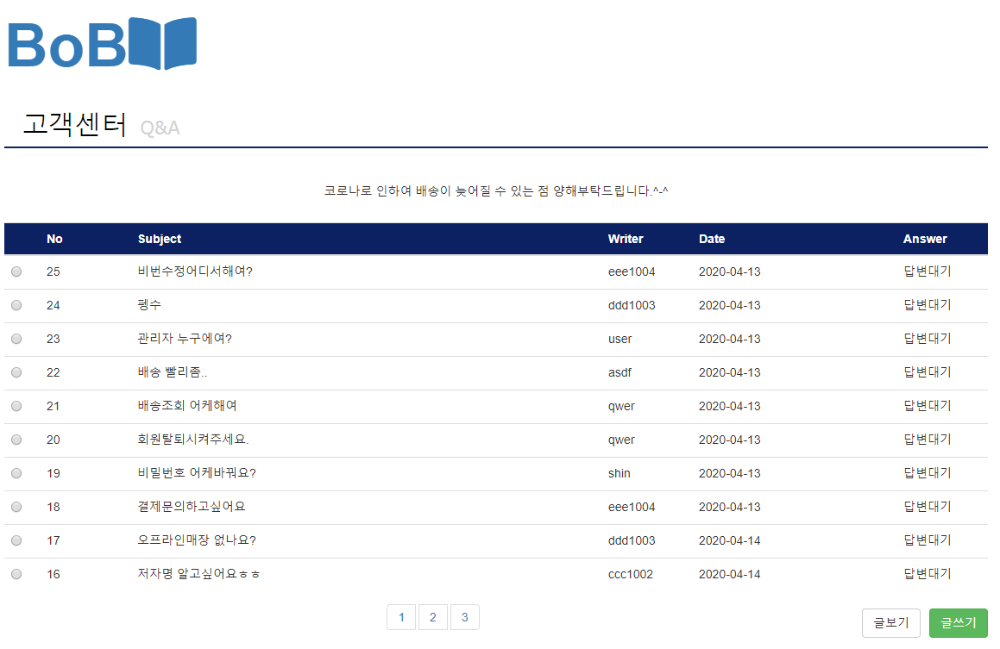 BoB
고객센터 Q&A
코로나로 인하여 배송이 늦어질 수 있는 점 양해부탁드립니다.^-^
No Subject Writer Date Answer
25 비번수정어디서해여? eee1004 2020-04-13 답변대기
24 펭수 ddd1003 2020-04-13 답변대기
23 관리자 누구에여? user 2020-04-13 답변대기
22 배송 빨리좀.. asdf 2020-04-13 답변대기
21 배송조회 어케해여 qwer 2020-04-13 답변대기
20 회원탈퇴시켜주세요. qwer 2020-04-13 답변대기
19 비밀번호 어케바꿔요? shin 2020-04-13 답변대기
18 결제문의하고싶어요 eee1004 2020-04-13 답변대기
17 오프라인매장 없나요? ddd1003 2020-04-14 답변대기
16 저자명 알고싶어요ㅎㅎ ccc1002 2020-04-14 답변대기
1 2 3
글보기 글쓰기